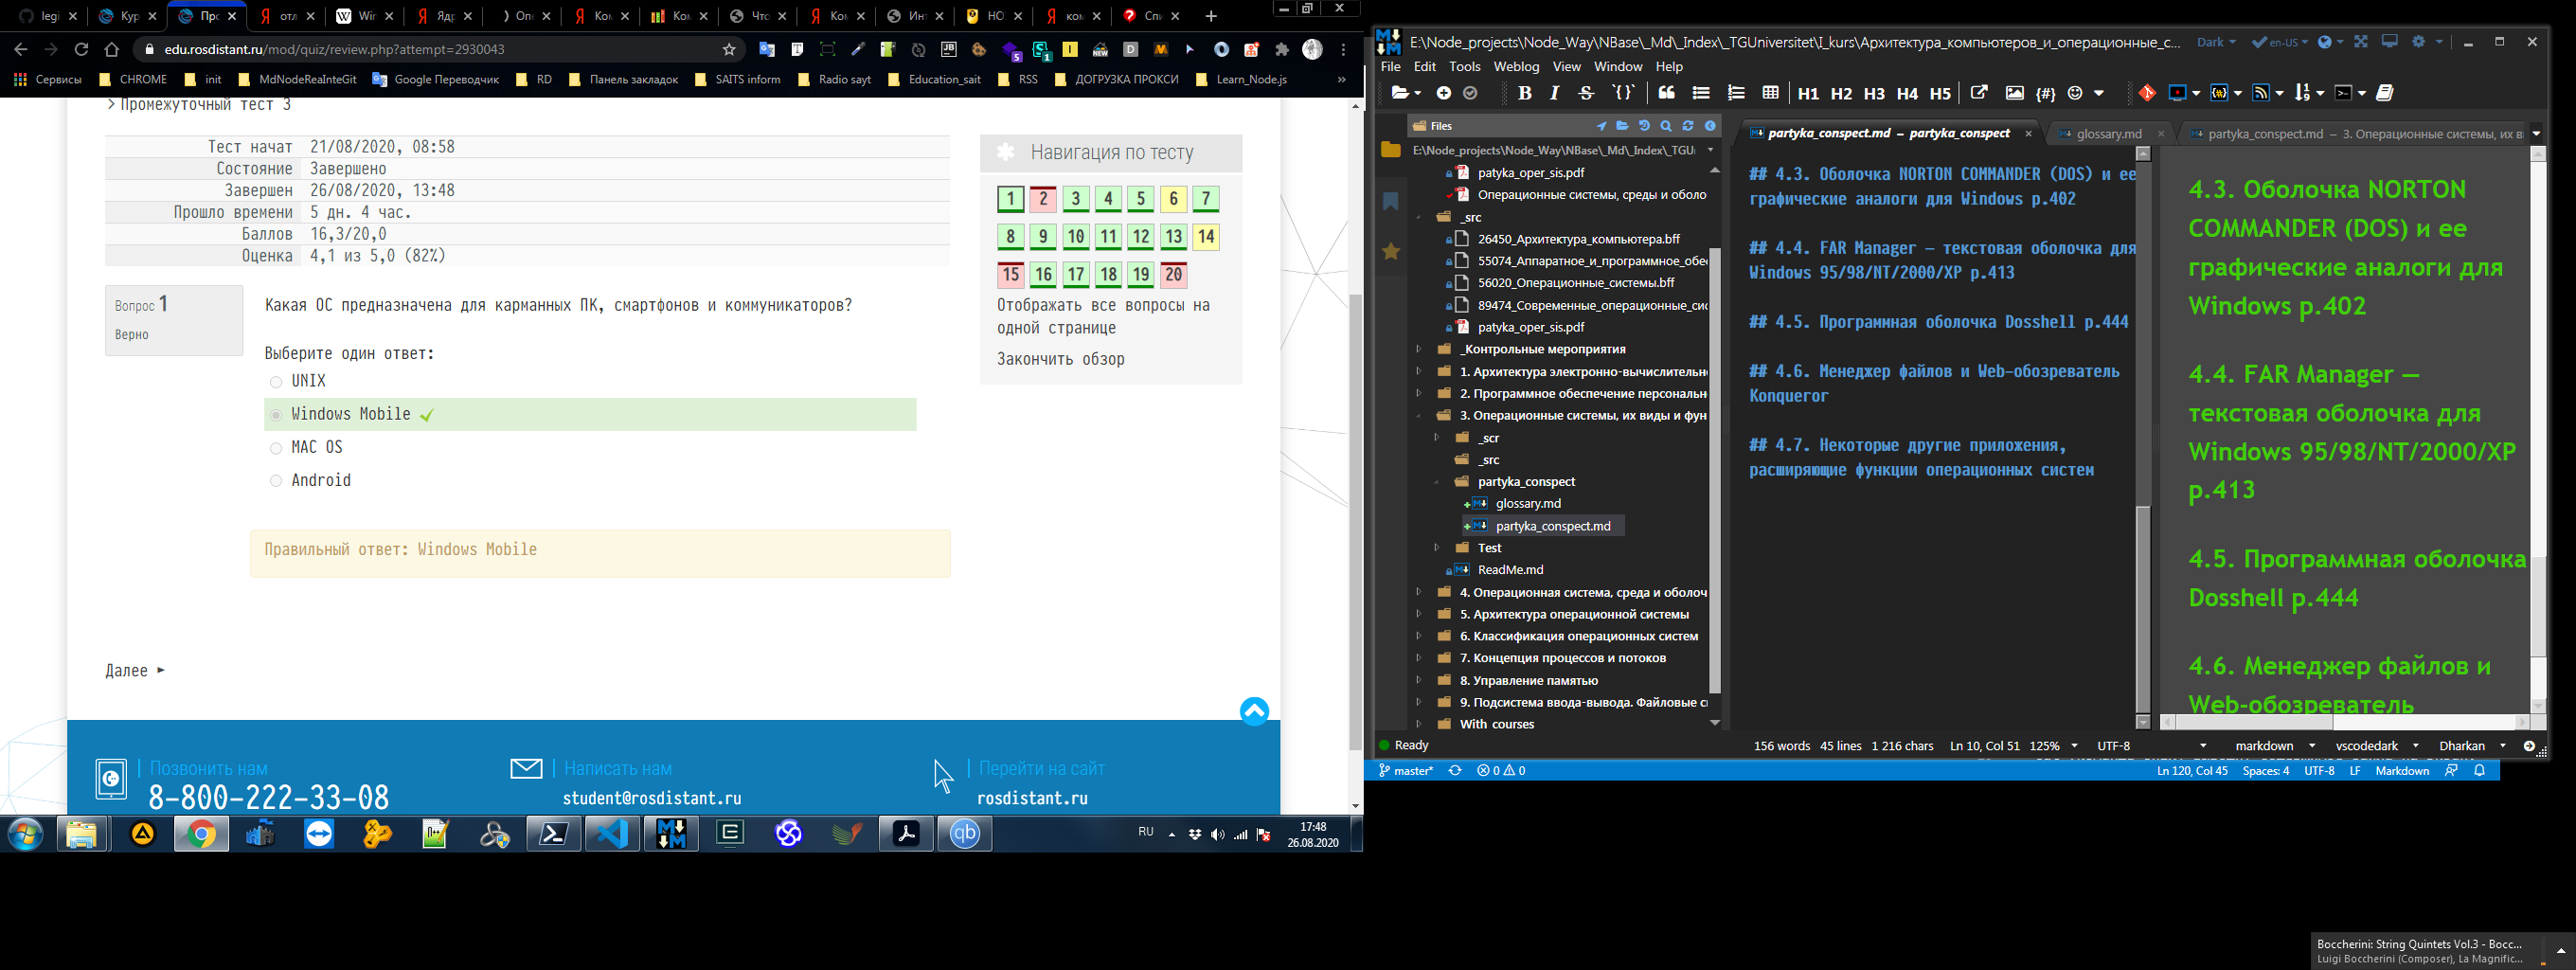 legi
Кур
Про
отл
Wir
Ядр
Опе
Ком
Ком
Что
Ком
Инт
НО
ком
Спи
edu.rosdistant.ru/mod/quiz/review.php?attempt=2930043
Сервисы CHROME init MdNodeReaInteGit Google Переводчик RD Панель закладок SAITS inform Radio sayt Education_sait RSS ДОГРУЗКА ПРОКСИ Learn_Node.js »
> Промежуточный тест 3
Тест начат 21/08/2020, 08:58
Состояние Завершено
Завершен 26/08/2020, 13:48
Прошло времени 5 дн. 4 час.
Баллов 16,3/20,0
Оценка 4,1 из 5,0 (82%)
Вопрос 1
Верно
Какая ОС предназначена для карманных ПК, смартфонов и коммуникаторов?
Выберите один ответ:
UNIX
Windows Mobile
MAC OS
Android
Правильный ответ: Windows Mobile
Далее ►
Навигация по тесту
1 2 3 4 5 6 7
8 9 10 11 12 13 14
15 16 17 18 19 20
Отображать все вопросы на
одной странице
Закончить обзор
Позвонить нам
8-800-222-33-08
Написать нам
student@rosdistant.ru
Перейти на сайт
rosdistant.ru
RU
17:48
26.08.2020
E:\Node_projects\Node_Way\NBase\_Md\_Index\_TGUniversitet\I_kurs\Архитектура_компьютеров_и_операционные_с...
Dark en-US
File Edit Tools Weblog View Window Help
B I S H1 H2 H3 H4 H5
Files
E:\Node_projects\Node_Way\NBase\_Md\_Index\_TGU
patyka_oper_sis.pdf
Операционные системы, среды и оболо
_src
26450_Архитектура_компьютера.bff
55074_Аппаратное_и_программное_обе
56020_Операционные_системы.bff
89474_Современные_операционные_сис
patyka_oper_sis.pdf
_Контрольные мероприятия
1. Архитектура электронно-вычислительн
2. Программное обеспечение персональн
3. Операционные системы, их виды и фун
_scr
_src
partyka_conspect
glossary.md
partyka_conspect.md
Test
ReadMe.md
4. Операционная система, среда и оболоч
5. Архитектура операционной системы
6. Классификация операционных систем
7. Концепция процессов и потоков
8. Управление памятью
9. Подсистема ввода-вывода. Файловые с
With courses
partyka_conspect.md – partyka_conspect
glossary.md
partyka_conspect.md – 3. Операционные системы, их в
## 4.3. Оболочка NORTON COMMANDER (DOS) и ее
графические аналоги для Windows p.402
## 4.4. FAR Manager — текстовая оболочка для
Windows 95/98/NT/2000/XP p.413
## 4.5. Программная оболочка Dosshell p.444
## 4.6. Менеджер файлов и Web-обозреватель
Konqueror
## 4.7. Некоторые другие приложения,
расширяющие функции операционных систем
4.3. Оболочка NORTON
COMMANDER (DOS) и ее
графические аналоги для
Windows p.402
4.4. FAR Manager —
текстовая оболочка для
Windows 95/98/NT/2000/XP
p.413
4.5. Программная оболочка
Dosshell p.444
4.6. Менеджер файлов и
Web-обозреватель
Ready
156 words 45 lines 1 216 chars Ln 10, Col 51 125% UTF-8 markdown vscodedark Dharkan
master* 0 0
Ln 120, Col 45 Spaces: 4 UTF-8 LF Markdown
Boccherini: String Quintets Vol.3 - Bocc...
Luigi Boccherini (Composer), La Magnific...